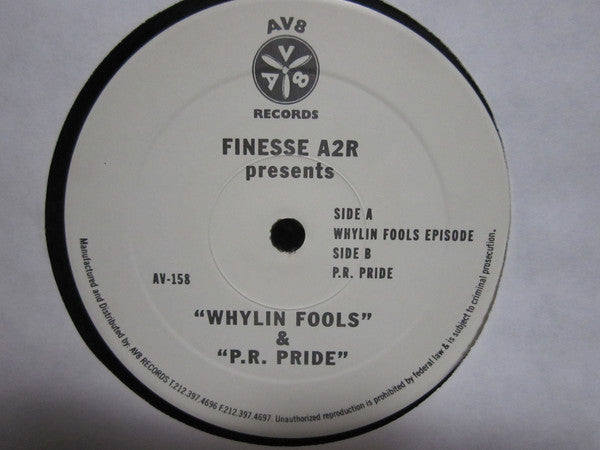 AV8
V
A 8
RECORDS
FINESSE A2R
presents
SIDE A
WHYLIN FOOLS EPISODE
SIDE B
P.R. PRIDE
AV-158
"WHYLIN FOOLS"
&
"P.R. PRIDE"
Manufactured and Distributed by AV8 RECORDS T.212.397.4696 F.212.397.4697. Unauthorized reproduction is prohibited by federal law & is subject to criminal prosecution.